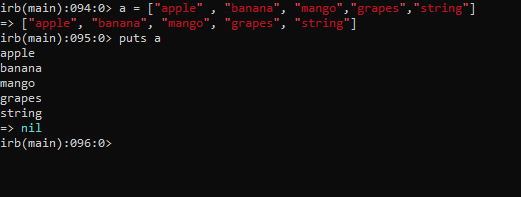 irb(main):094:0> a = ["apple" , "banana", "mango","grapes","string"]
=> ["apple", "banana", "mango", "grapes", "string"]
irb(main):095:0> puts a
apple
banana
mango
grapes
string
=> nil
irb(main):096:0>